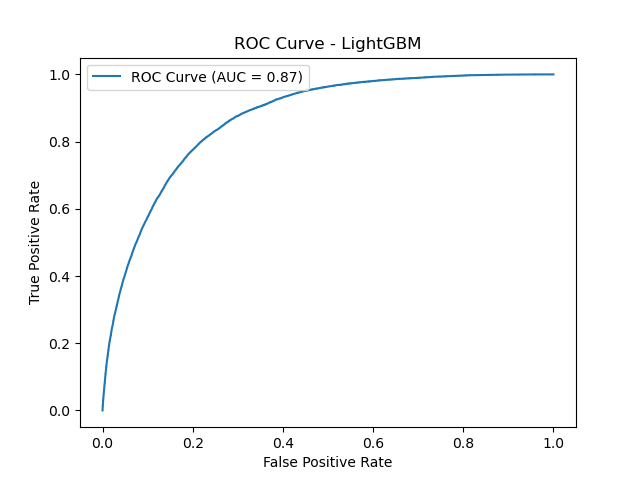 ROC Curve - LightGBM
ROC Curve (AUC = 0.87)
1.0
0.8
0.6
0.4
0.2
0.0
True Positive Rate
0.0 0.2 0.4 0.6 0.8 1.0
False Positive Rate